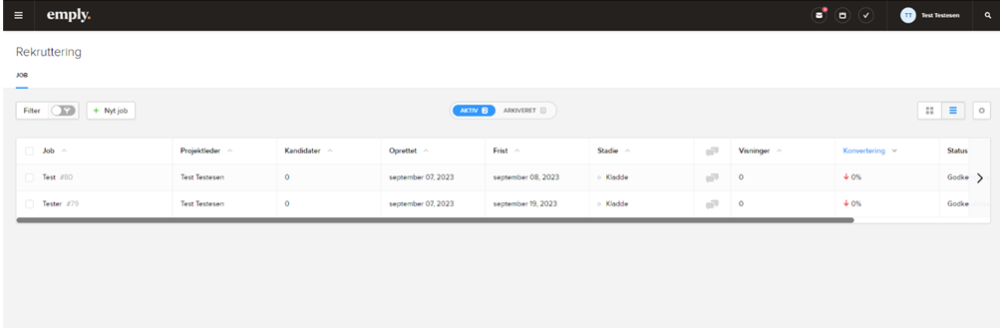 emply.
TT Test Testesen
Rekruttering
JOB
Filter + Nyt job AKTIV 2 ARKIVERET 0
Job Projektleder Kandidater Oprettet Frist Stadie Visninger Konvertering Status
Test #80 Test Testesen 0 september 07, 2023 september 08, 2023 Kladde 0 0% Godke
Tester #79 Test Testesen 0 september 07, 2023 september 19, 2023 Kladde 0 0% Godke